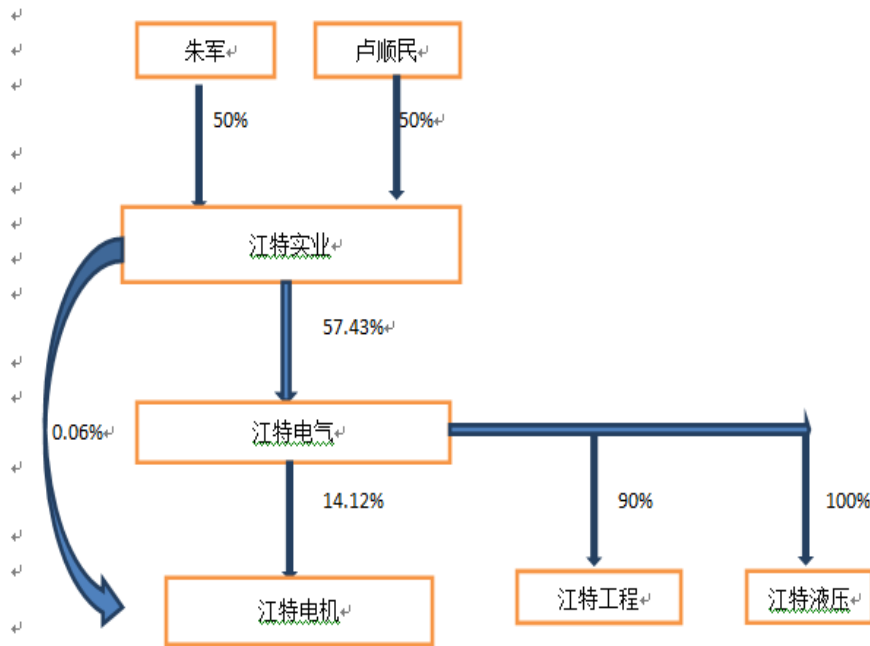 朱军
卢顺民
50%
50%
江特实业
57.43%
0.06%
江特电气
14.12%
90%
100%
江特电机
江特工程
江特液压